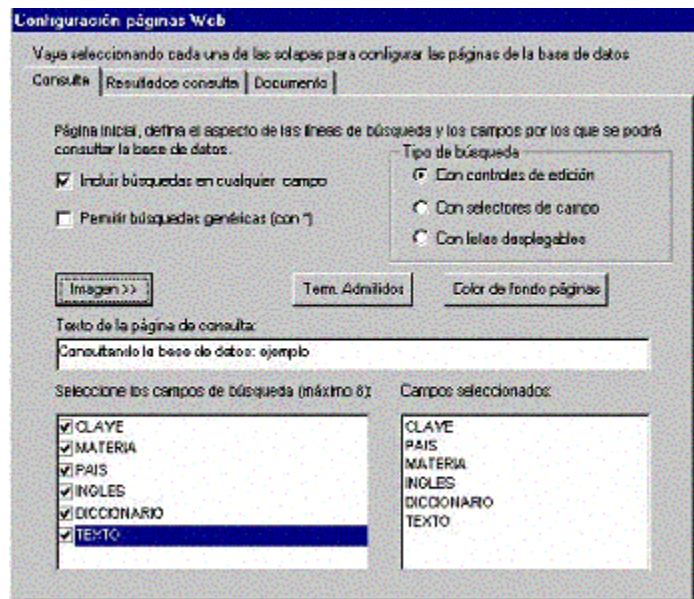 Configuración páginas Web
Vaya seleccionando cada una de las solapas para configurar las páginas de la base de datos
Consulta
Resultados consulta
Documento
Página inicial, defina el aspecto de las líneas de búsqueda y los campos por los que se podrá
consultar la base de datos.
Incluir búsquedas en cualquier campo
Permitir búsquedas genéricas (con *)
Tipo de búsqueda
Con controles de edición
Con selectores de campo
Con listas desplegables
Imagen >>
Term. Admitidos
Color de fondo páginas
Texto de la página de consulta:
Consultando la base de datos: ejemplo
Seleccione los campos de búsqueda (máximo 6):
CLAVE
MATERIA
PAIS
INGLES
DICCIONARIO
TEXTO
Campos seleccionados:
CLAVE
PAIS
MATERIA
INGLES
DICCIONARIO
TEXTO